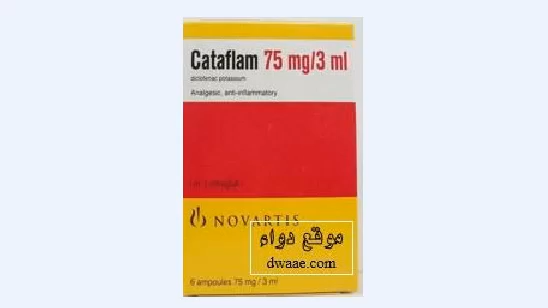 Cataflam 75 mg/3 ml
diclofenac potassium
Analgesic, anti-inflammatory
NOVARTIS
موقع دواء
dwaae.com
6 ampoules 75 mg / 3 ml